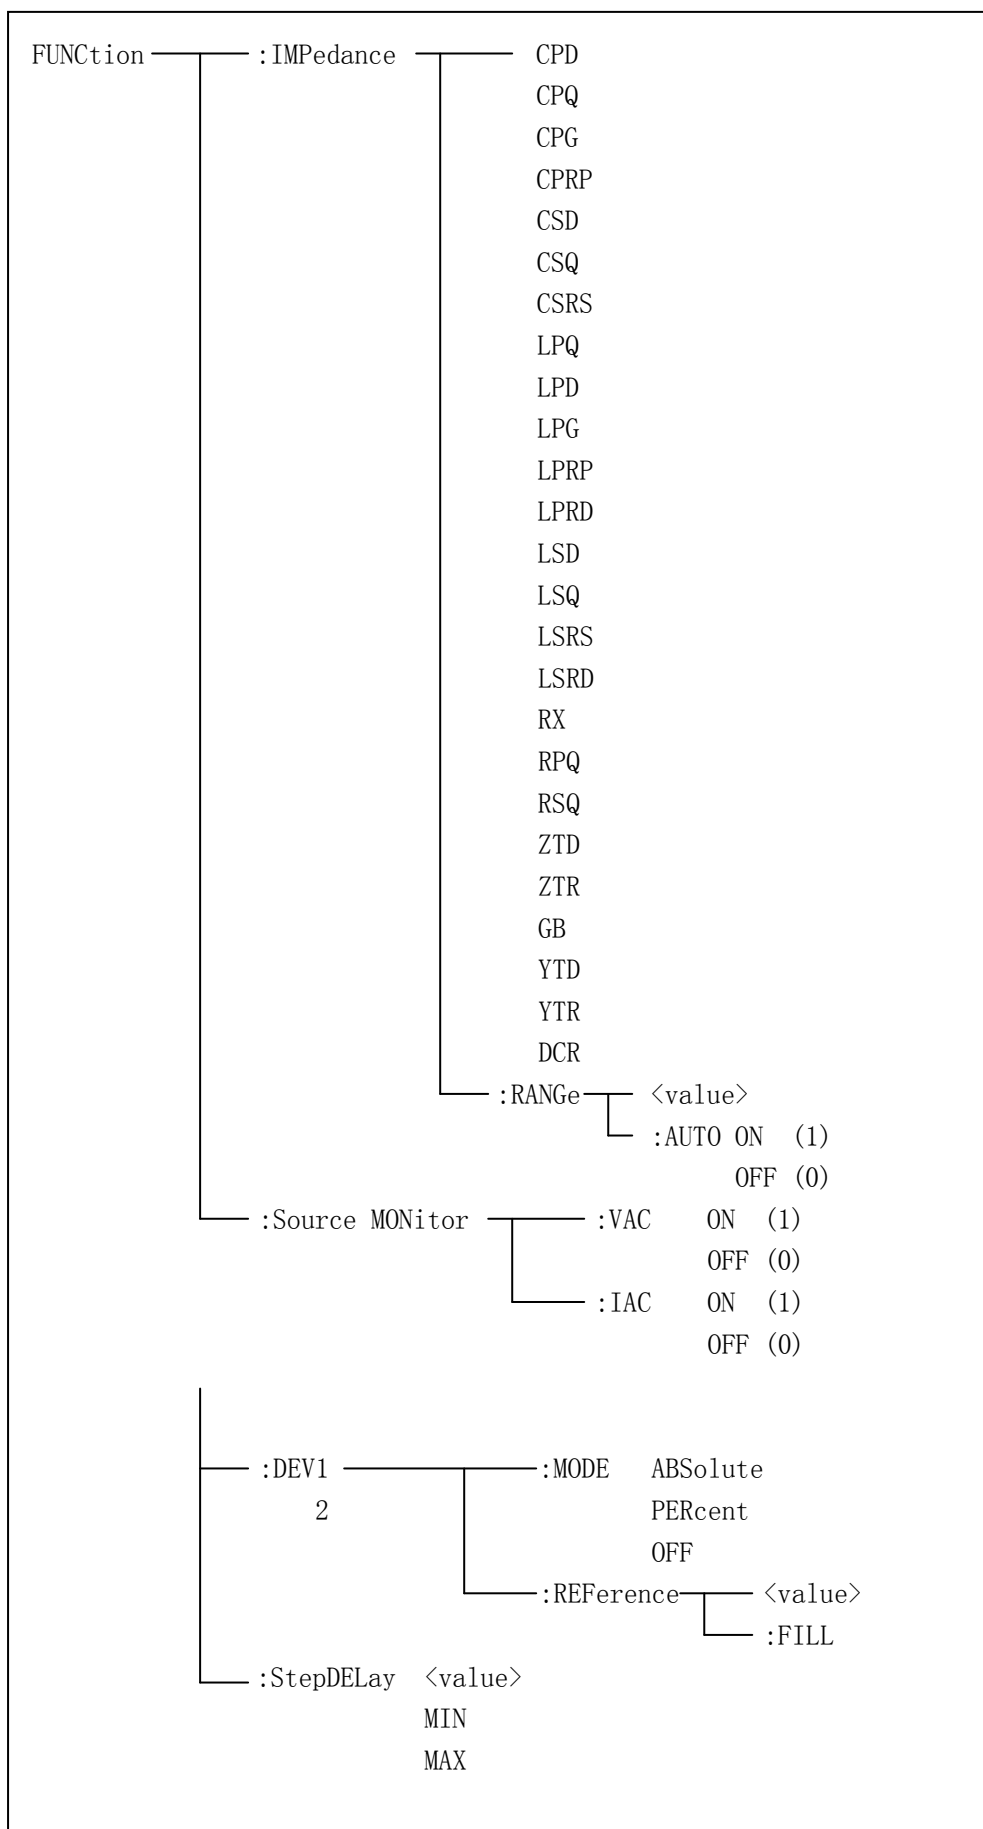 FUNCtion :IMPedance CPD
CPQ
CPG
CPRP
CSD
CSQ
CSRS
LPQ
LPD
LPG
LPRP
LPRD
LSD
LSQ
LSRS
LSRD
RX
RPQ
RSQ
ZTD
ZTR
GB
YTD
YTR
DCR
:RANGe <value>
:AUTO ON (1)
OFF (0)
:Source MONitor :VAC ON (1)
OFF (0)
:IAC ON (1)
OFF (0)
:DEV1 :MODE ABSolute
2 PERcent
OFF
:REFerence <value>
:FILL
:StepDELay <value>
MIN
MAX